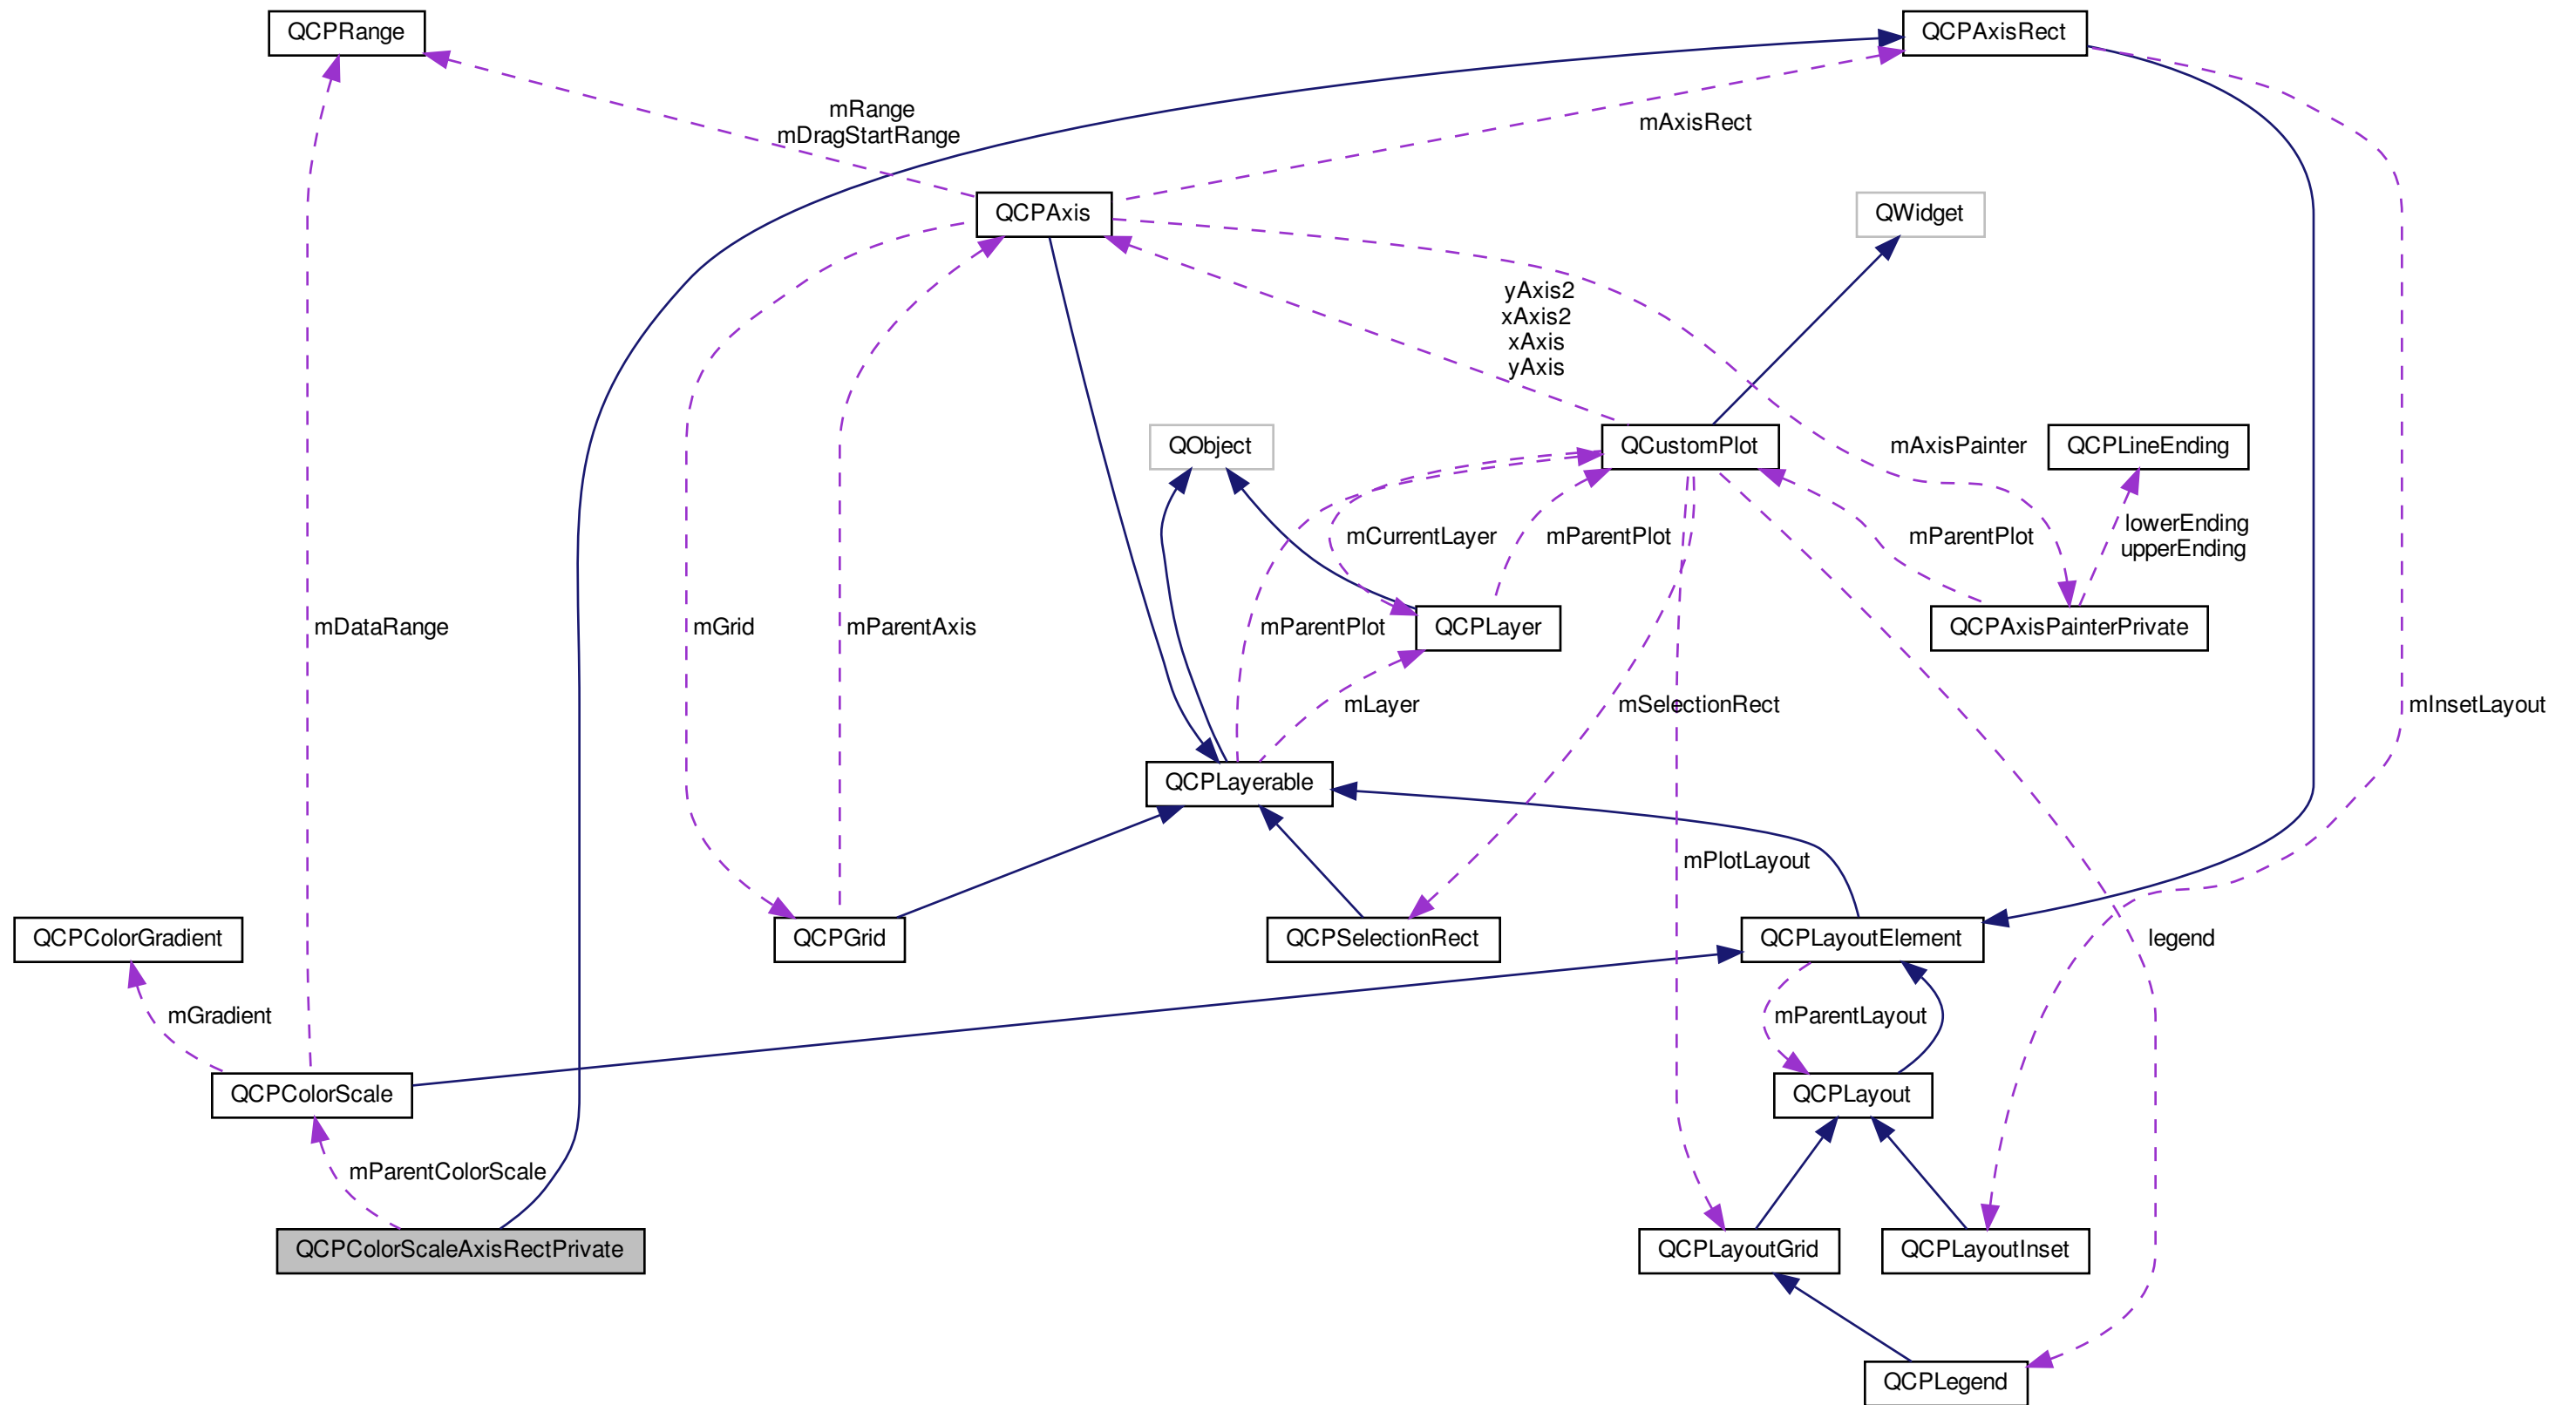 QCPRange
QCPAxisRect
mRange
mDragStartRange
mAxisRect
QCPAxis
QWidget
yAxis2
xAxis2
xAxis
yAxis
QObject
QCustomPlot
mAxisPainter
QCPLineEnding
mCurrentLayer
mParentPlot
mParentPlot
lowerEnding
upperEnding
mDataRange
mGrid
mParentAxis
mParentPlot
QCPLayer
QCPAxisPainterPrivate
mLayer
mSelectionRect
mInsetLayout
QCPLayerable
mPlotLayout
QCPColorGradient
QCPGrid
QCPSelectionRect
QCPLayoutElement
legend
mGradient
mParentLayout
QCPColorScale
QCPLayout
mParentColorScale
QCPColorScaleAxisRectPrivate
QCPLayoutGrid
QCPLayoutInset
QCPLegend